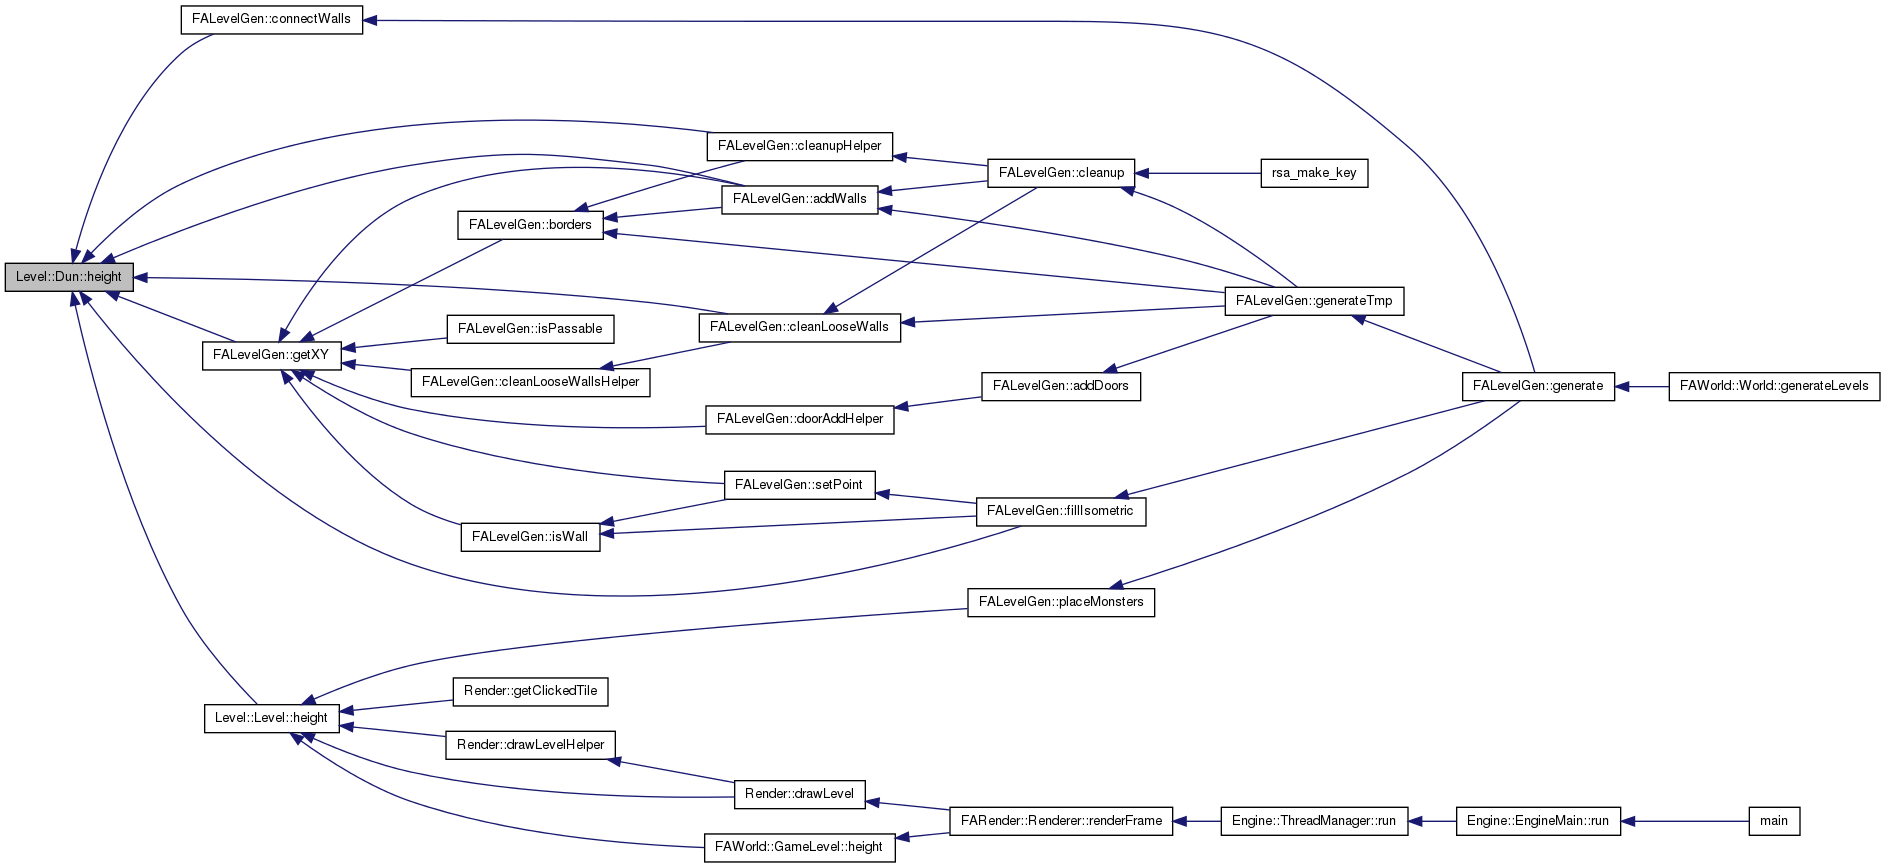 FALevelGen::connectWalls
FALevelGen::cleanupHelper
FALevelGen::cleanup
rsa_make_key
FALevelGen::addWalls
FALevelGen::borders
Level::Dun::height
FALevelGen::generateTmp
FALevelGen::isPassable
FALevelGen::cleanLooseWalls
FALevelGen::getXY
FALevelGen::cleanLooseWallsHelper
FALevelGen::addDoors
FALevelGen::generate
FAWorld::World::generateLevels
FALevelGen::doorAddHelper
FALevelGen::setPoint
FALevelGen::fillIsometric
FALevelGen::isWall
FALevelGen::placeMonsters
Render::getClickedTile
Level::Level::height
Render::drawLevelHelper
Render::drawLevel
FARender::Renderer::renderFrame
Engine::ThreadManager::run
Engine::EngineMain::run
main
FAWorld::GameLevel::height